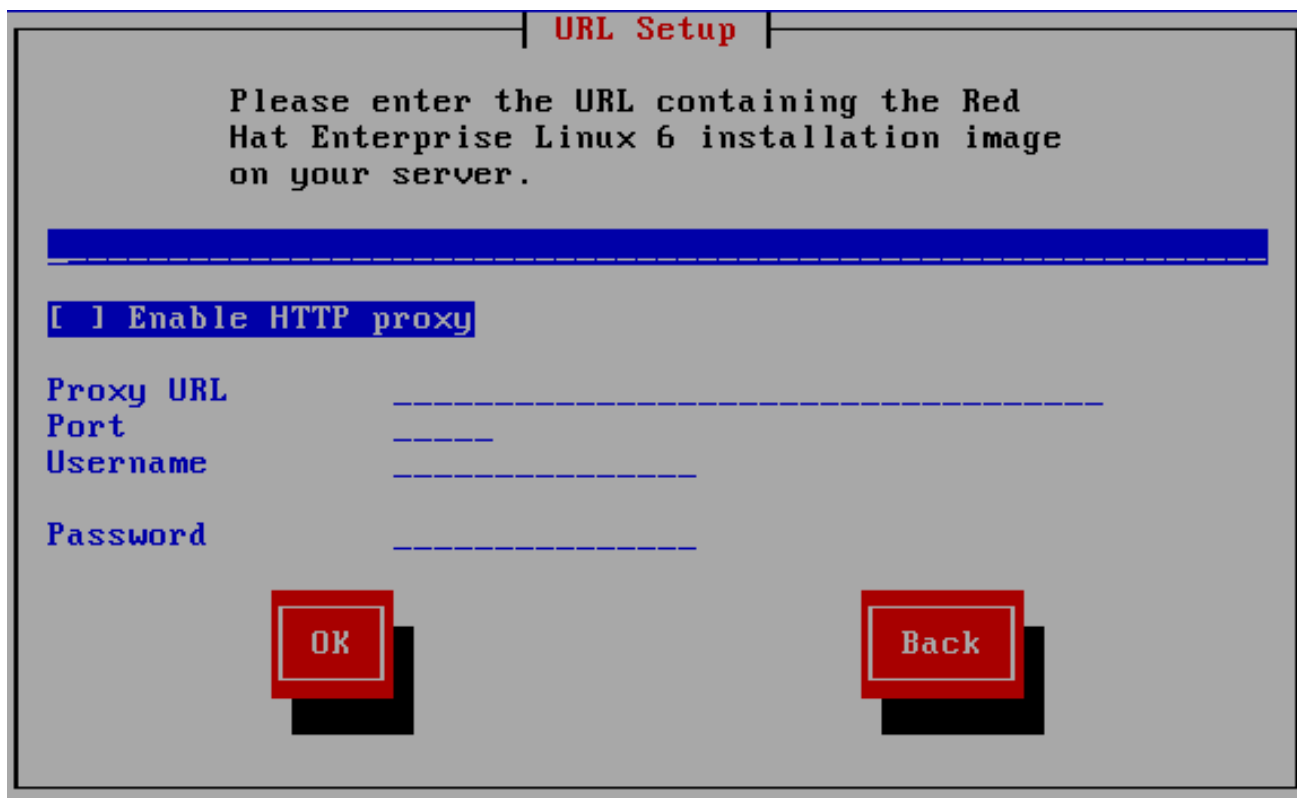 URL Setup
Please enter the URL containing the Red
Hat Enterprise Linux 6 installation image
on your server.
[ ] Enable HTTP proxy
Proxy URL
Port
Username
Password
OK
Back